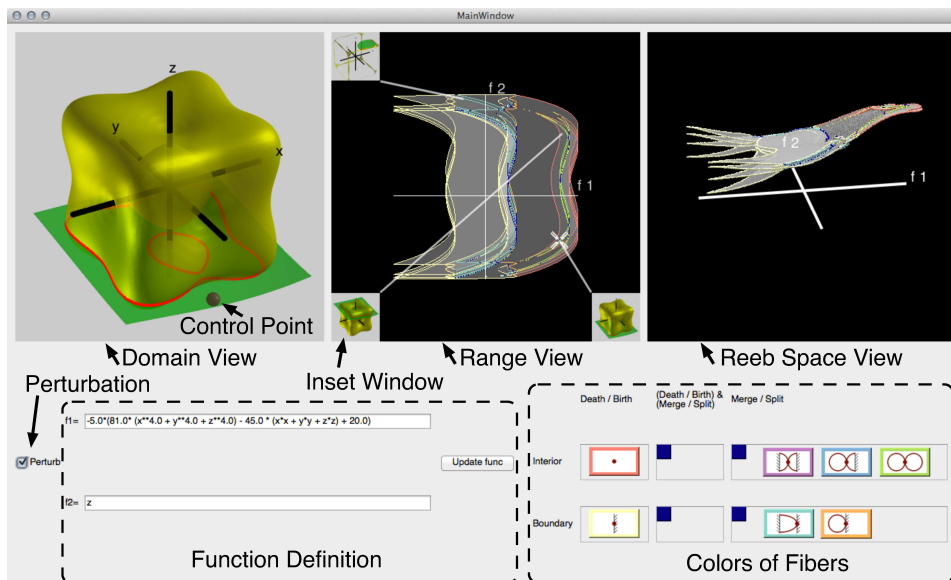 MainWindow
z
y
x
Control Point
f 2
f 1
f 2
f 1
Domain View
Range View
Reeb Space View
Perturbation
Inset Window
f1= -5.0*(81.0* (x**4.0 + y**4.0 + z**4.0) - 45.0 * (x*x + y*y + z*z) + 20.0)
Perturb
Update func
f2= z
Function Definition
Death / Birth
(Death / Birth) &
(Merge / Split)
Merge / Split
Interior
Boundary
Colors of Fibers